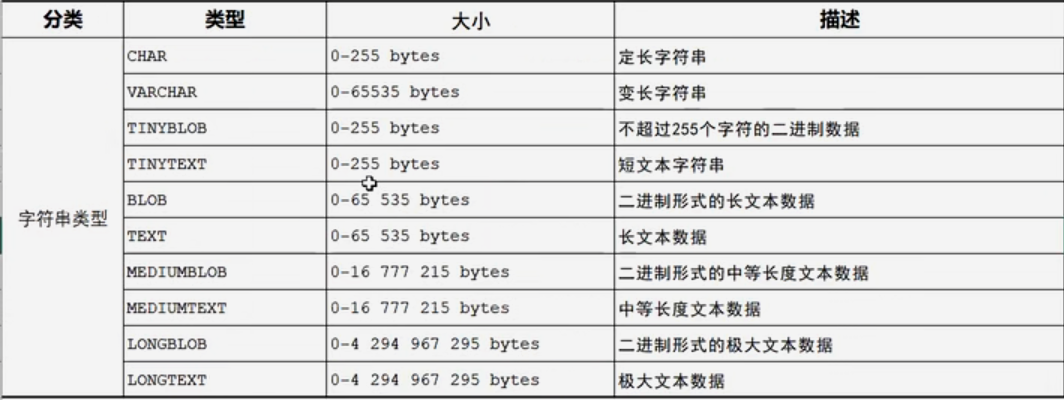 分类 类型 大小 描述
CHAR 0-255 bytes 定长字符串
VARCHAR 0-65535 bytes 变长字符串
TINYBLOB 0-255 bytes 不超过255个字符的二进制数据
TINYTEXT 0-255 bytes 短文本字符串
BLOB 0-65 535 bytes 二进制形式的长文本数据
字符串类型
TEXT 0-65 535 bytes 长文本数据
MEDIUMBLOB 0-16 777 215 bytes 二进制形式的中等长度文本数据
MEDIUMTEXT 0-16 777 215 bytes 中等长度文本数据
LONGBLOB 0-4 294 967 295 bytes 二进制形式的极大文本数据
LONGTEXT 0-4 294 967 295 bytes 极大文本数据